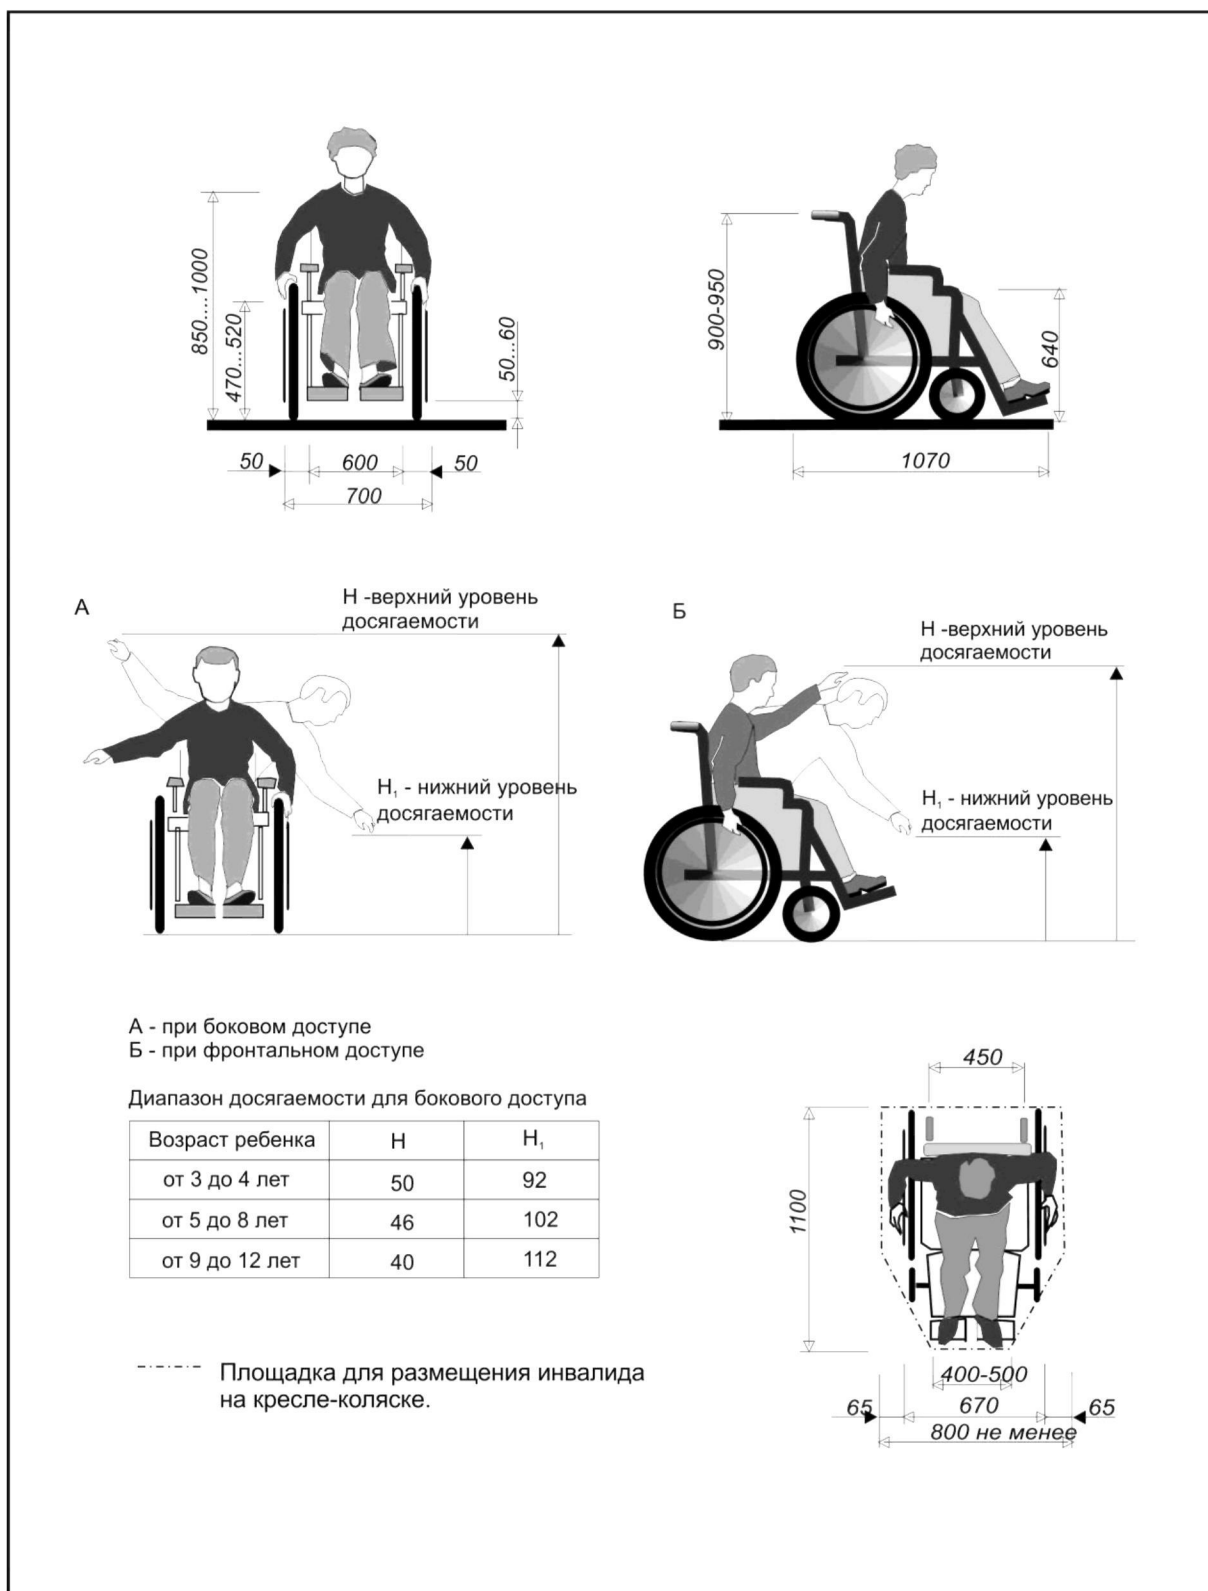 850....1000
470...520
50...60
50
600
50
700
900-950
640
1070
А
Н -верхний уровень
досягаемости
Н₁ - нижний уровень
досягаемости
Б
Н -верхний уровень
досягаемости
Н₁ - нижний уровень
досягаемости
А - при боковом доступе
Б - при фронтальном доступе
Диапазон досягаемости для бокового доступа
Возраст ребенка Н Н₁
от 3 до 4 лет 50 92
от 5 до 8 лет 46 102
от 9 до 12 лет 40 112
Площадка для размещения инвалида
на кресле-коляске.
450
1100
400-500
65 670 65
800 не менее